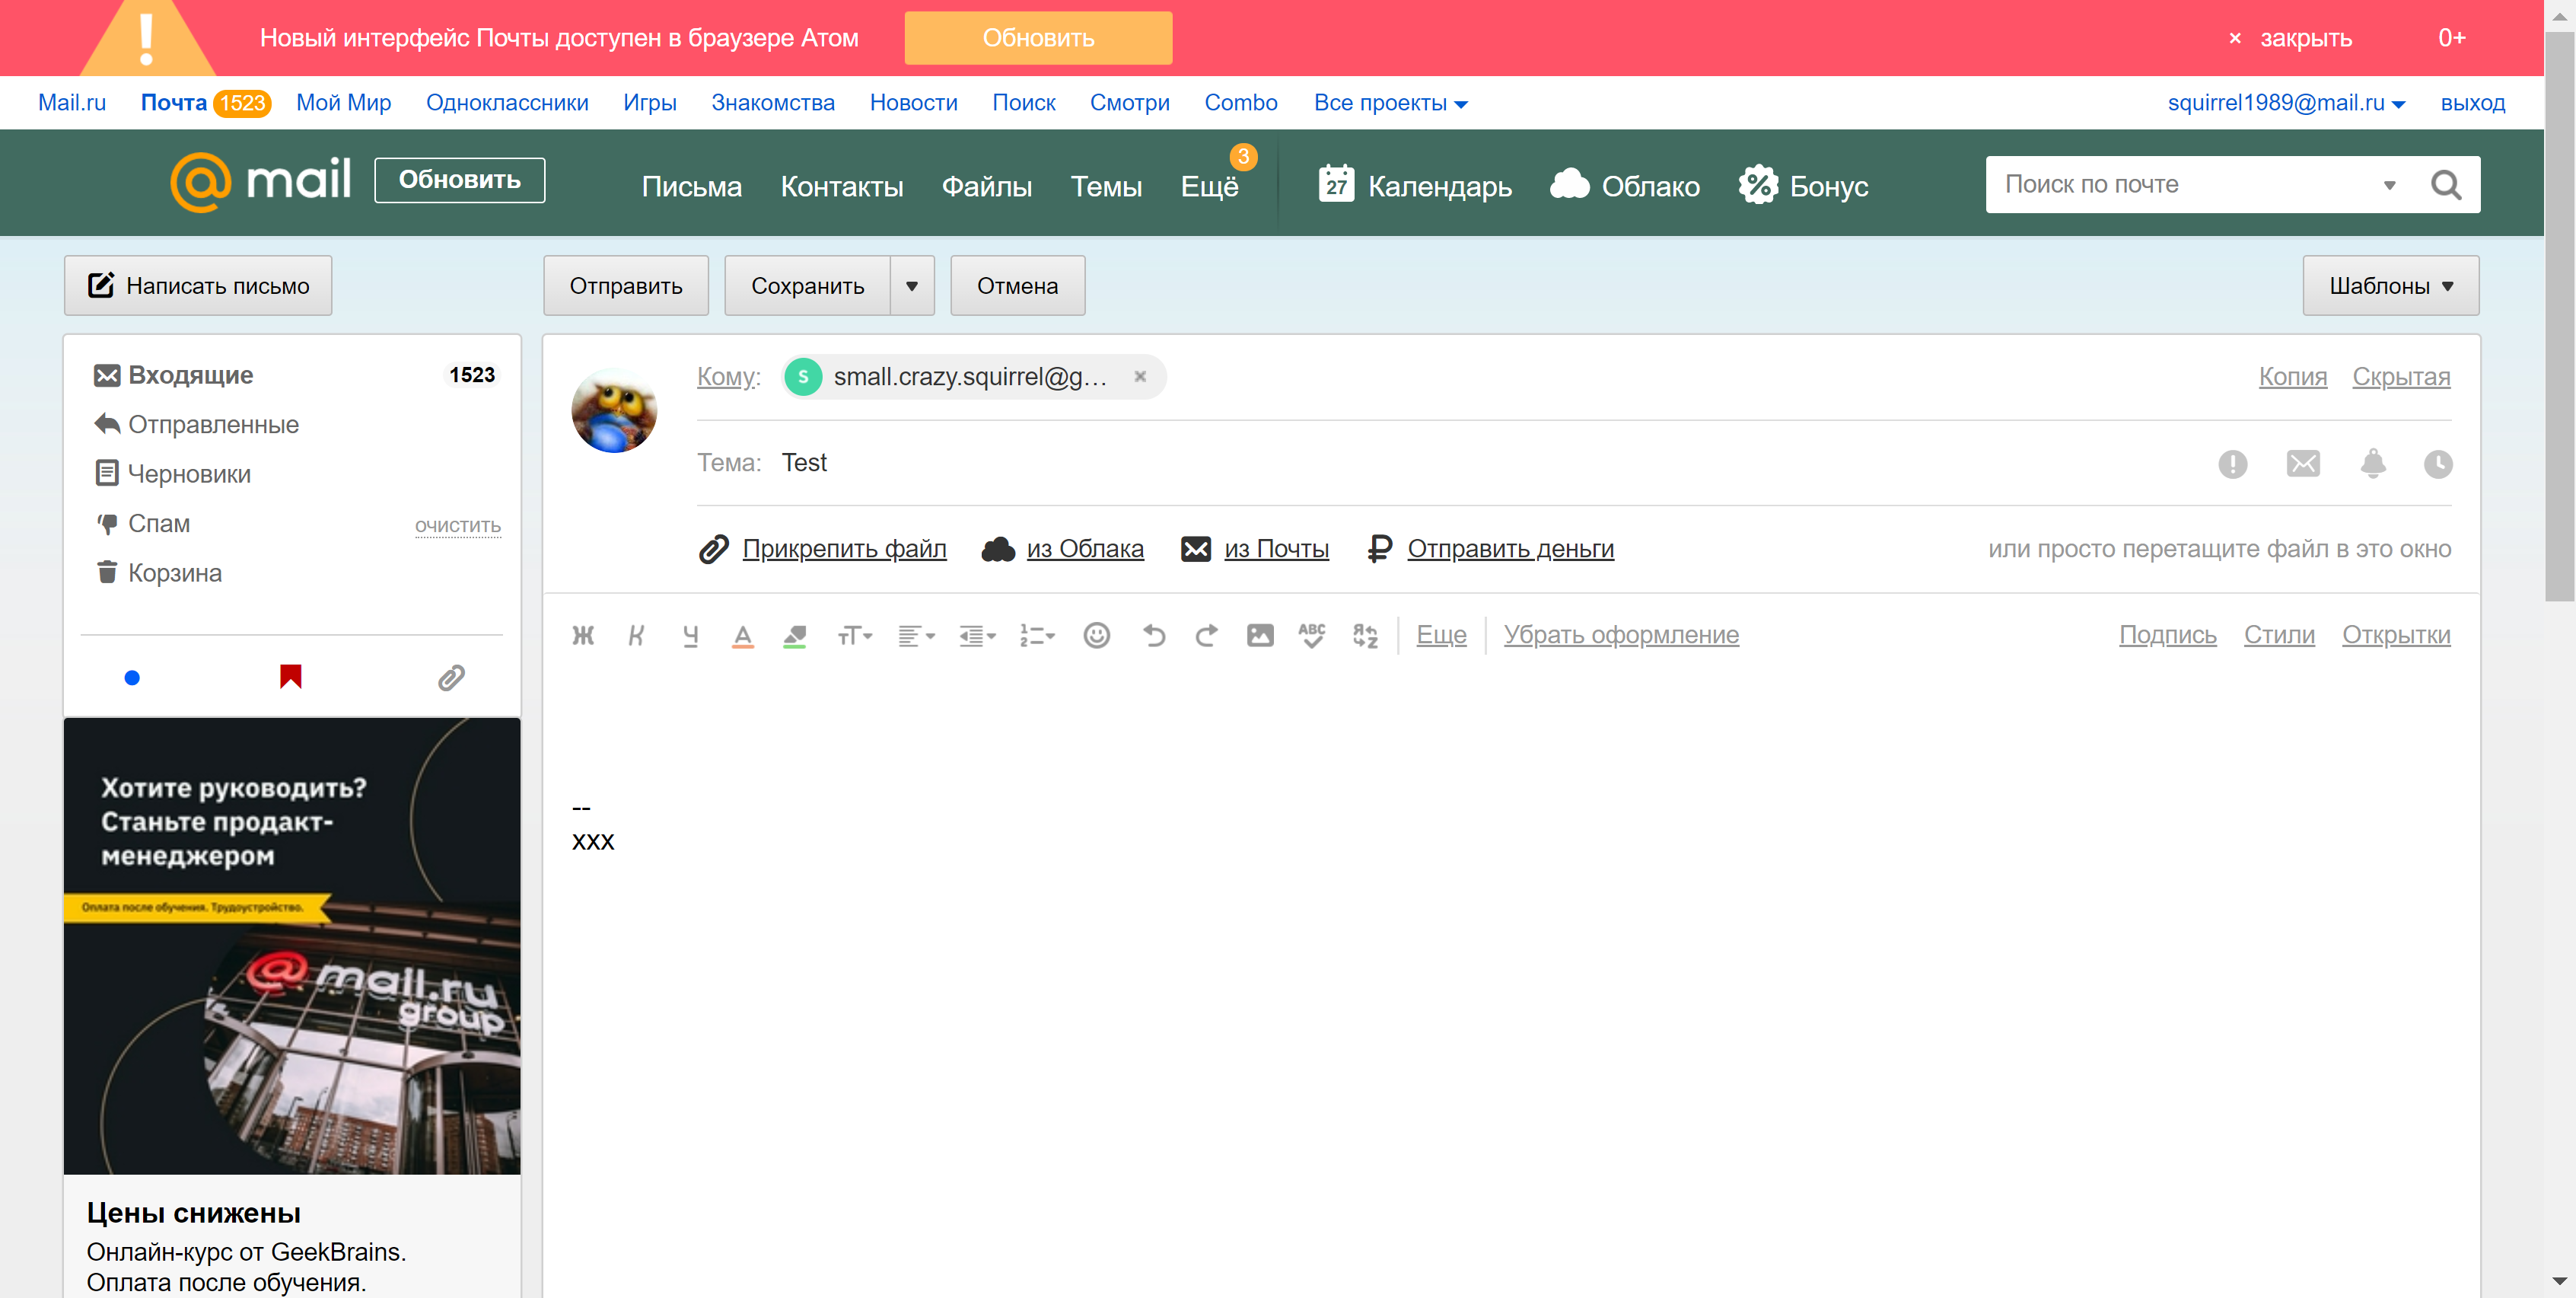 Новый интерфейс Почты доступен в браузере Атом Обновить × закрыть 0+
Mail.ru Почта 1523 Мой Мир Одноклассники Игры Знакомства Новости Поиск Смотри Combo Все проекты squirrel1989@mail.ru выход
@mail Обновить Письма Контакты Файлы Темы Ещё 3 27 Календарь Облако % Бонус Поиск по почте
Написать письмо Отправить Сохранить Отмена Шаблоны
Входящие 1523
Отправленные
Черновики
Спам очистить
Корзина
Кому: S small.crazy.squirrel@g... × Копия Скрытая
Тема: Test
Прикрепить файл из Облака из Почты Отправить деньги или просто перетащите файл в это окно
Ж К Ч А тТ 1 2 ABC Я Z Еще Убрать оформление Подпись Стили Открытки
--
xxx
Хотите руководить?
Станьте продакт-
менеджером
Оплата после обучения. Трудоустройство.
@mail.ru
group
Цены снижены
Онлайн-курс от GeekBrains.
Оплата после обучения.